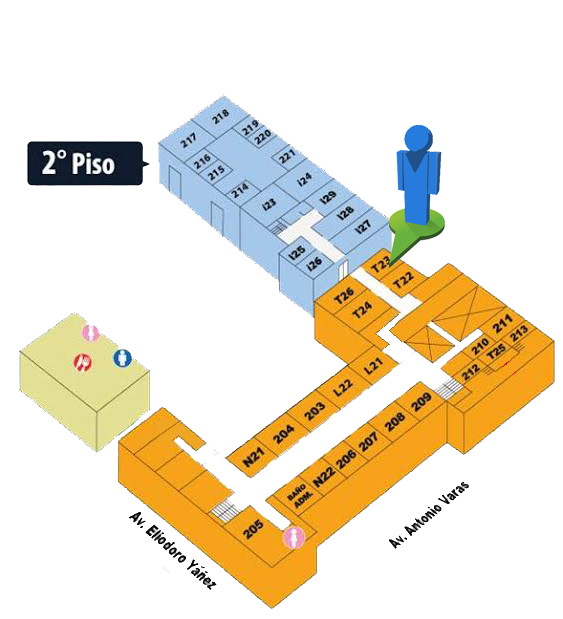 218
217
219
220
216
215
221
2° Piso
214
I24
I23
I29
I28
I27
I25
I26
T23
T22
T26
T24
211
213
210
T25
212
L21
L22
203
204
N21
209
208
207
206
N22
BAÑO
ADM.
205
Av. Antonio Varas
Av. Eliodoro Yáñez